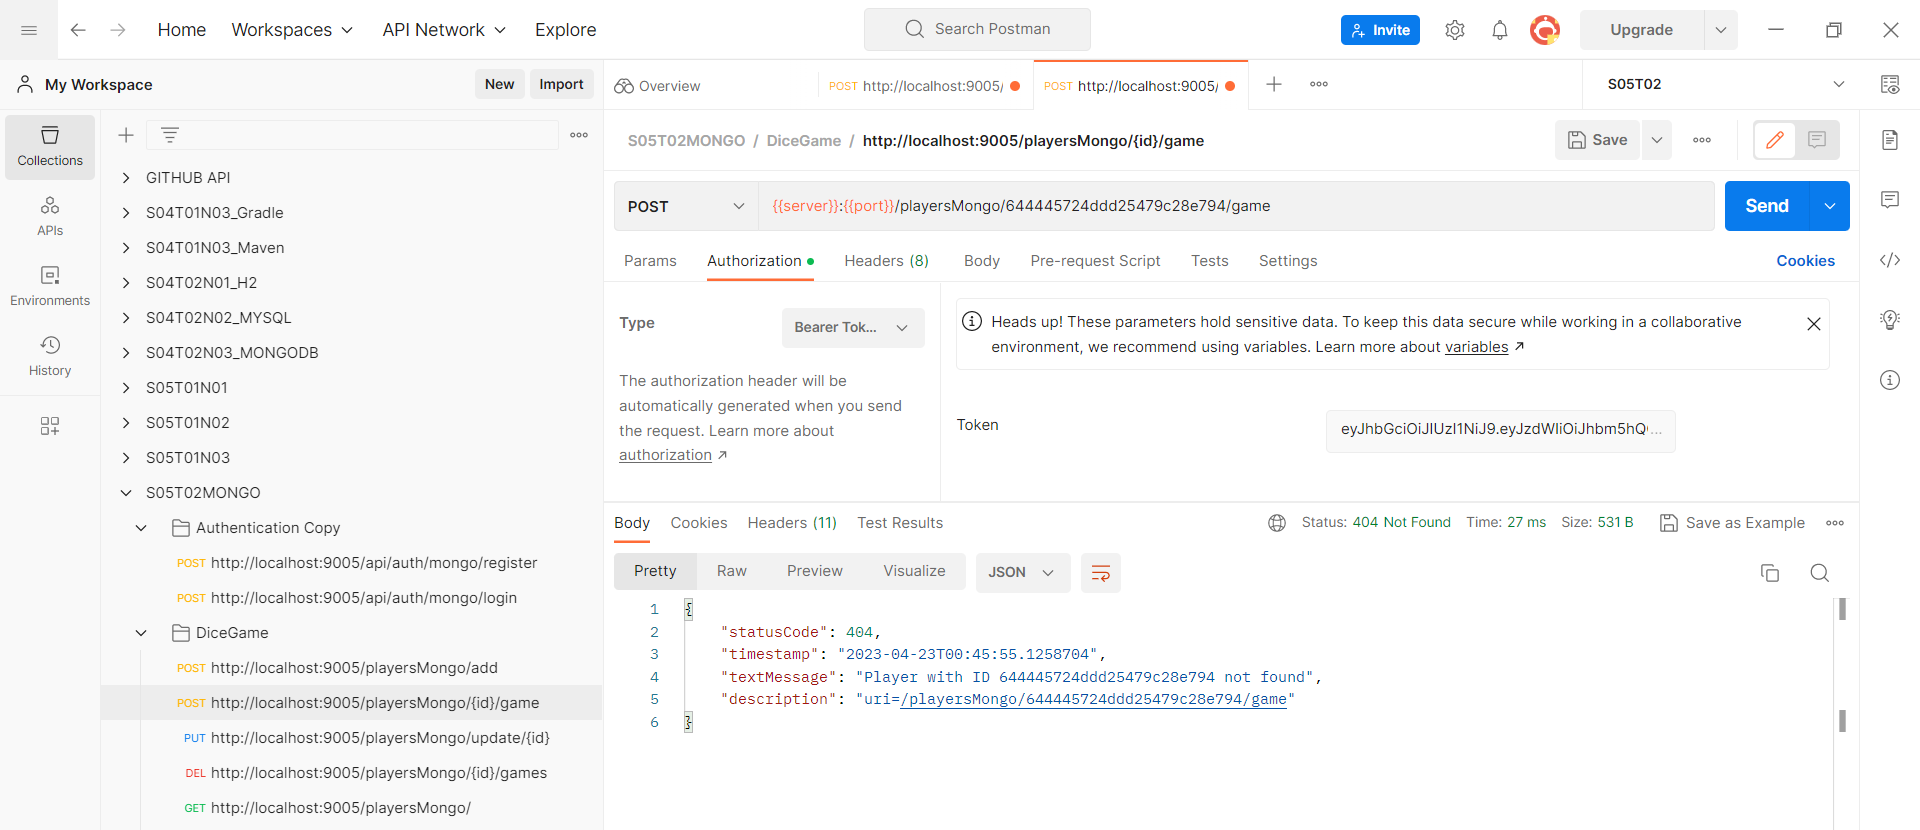 Home
Workspaces
API Network
Explore
Search Postman
Invite
Upgrade
My Workspace
New
Import
Overview
POST http://localhost:9005/
POST http://localhost:9005/
S05T02
Collections
APIs
Environments
History
GITHUB API
S04T01N03_Gradle
S04T01N03_Maven
S04T02N01_H2
S04T02N02_MYSQL
S04T02N03_MONGODB
S05T01N01
S05T01N02
S05T01N03
S05T02MONGO
Authentication Copy
POST http://localhost:9005/api/auth/mongo/register
POST http://localhost:9005/api/auth/mongo/login
DiceGame
POST http://localhost:9005/playersMongo/add
POST http://localhost:9005/playersMongo/{id}/game
PUT http://localhost:9005/playersMongo/update/{id}
DEL http://localhost:9005/playersMongo/{id}/games
GET http://localhost:9005/playersMongo/
S05T02MONGO / DiceGame / http://localhost:9005/playersMongo/{id}/game
Save
POST
{{server}}:{{port}}/playersMongo/644445724ddd25479c28e794/game
Send
Params
Authorization
Headers (8)
Body
Pre-request Script
Tests
Settings
Cookies
Type
Bearer Tok...
The authorization header will be
automatically generated when you send
the request. Learn more about
authorization ↗
Heads up! These parameters hold sensitive data. To keep this data secure while working in a collaborative
environment, we recommend using variables. Learn more about variables ↗
Token
eyJhbGciOiJIUzI1NiJ9.eyJzdWIiOiJhbm5hQ...
Body
Cookies
Headers (11)
Test Results
Status: 404 Not Found
Time: 27 ms
Size: 531 B
Save as Example
Pretty
Raw
Preview
Visualize
JSON
1 {
2 "statusCode": 404,
3 "timestamp": "2023-04-23T00:45:55.1258704",
4 "textMessage": "Player with ID 644445724ddd25479c28e794 not found",
5 "description": "uri=/playersMongo/644445724ddd25479c28e794/game"
6 }